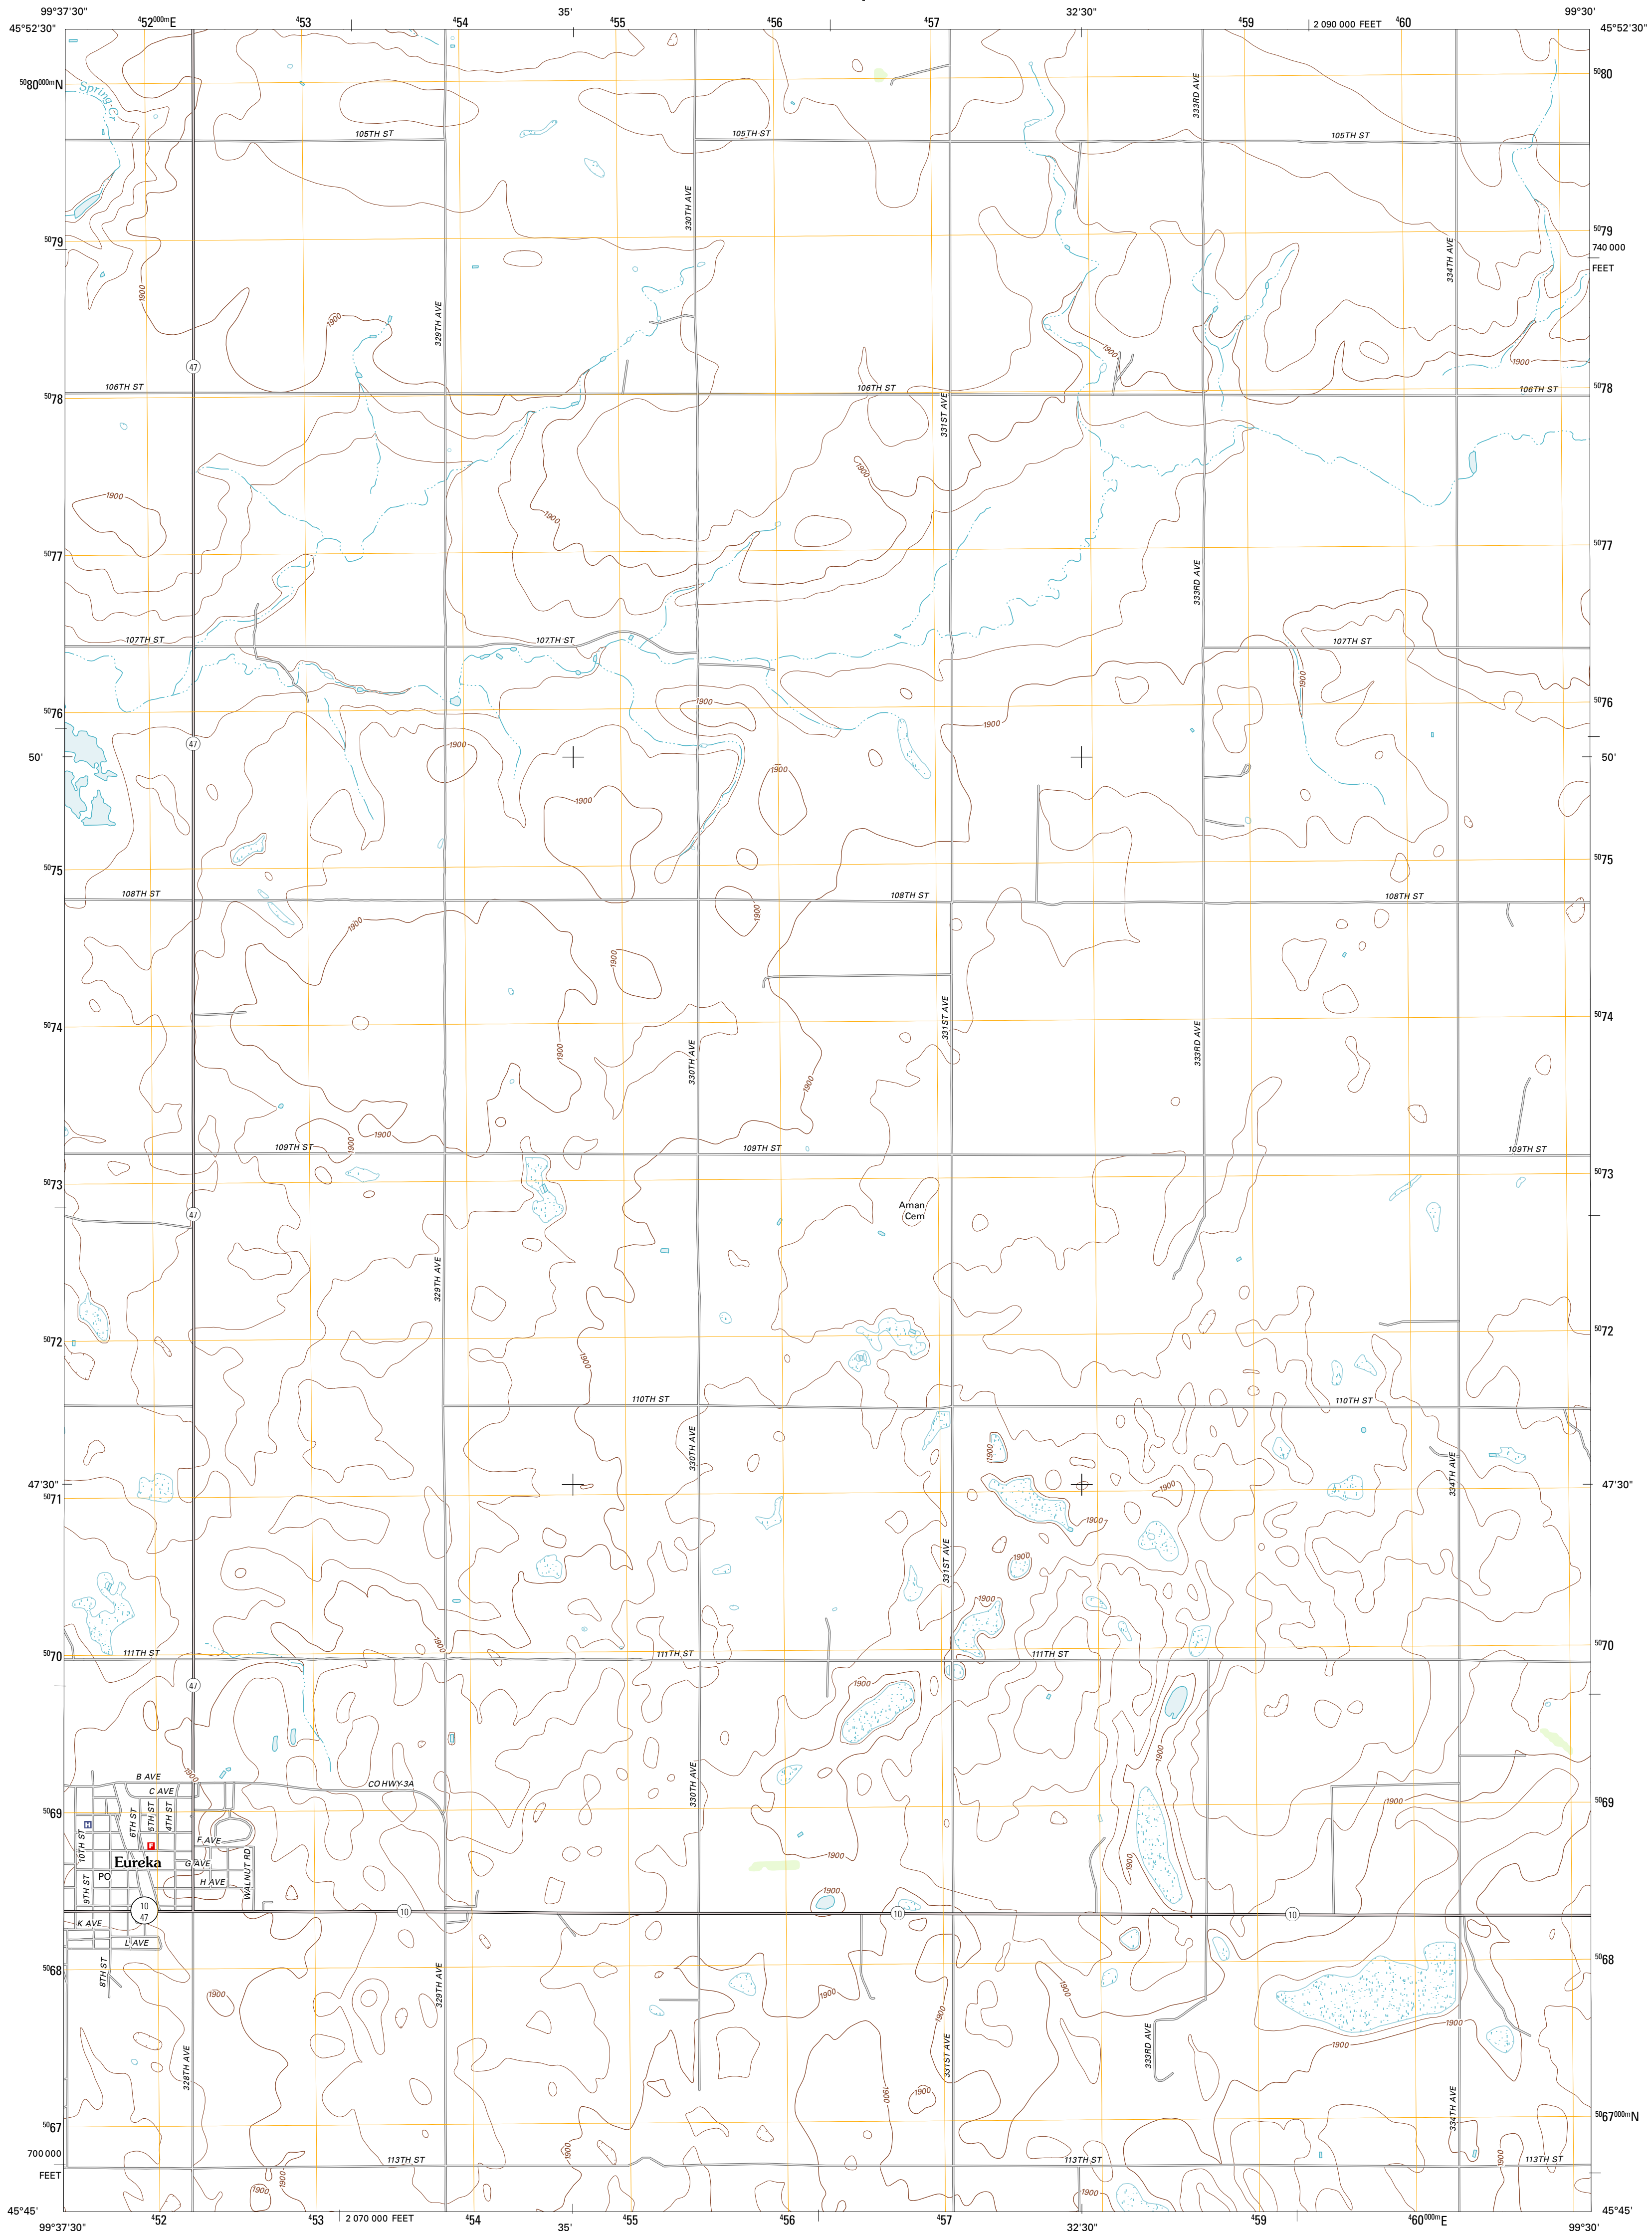 99°37'30"
⁴52⁰⁰⁰ᵐE
⁴53
⁴54
35'
⁴55
⁴56
⁴57
32'30"
⁴59
2 090 000 FEET
⁴60
99°30'
45°52'30"
45°52'30"
⁵⁰80⁰⁰⁰ᵐN
⁵⁰80
Spring Cr
333RD AVE
105TH ST
105TH ST
105TH ST
330TH AVE
⁵⁰79
⁵⁰79
740 000
FEET
334TH AVE
1900
329TH AVE
1900
1900
1900
47
106TH ST
106TH ST
106TH ST
⁵⁰78
⁵⁰78
331ST AVE
1900
1900
1900
⁵⁰77
⁵⁰77
333RD AVE
107TH ST
107TH ST
107TH ST
1900
1900
1900
⁵⁰76
⁵⁰76
47
1900
50'
50'
1900
1900
⁵⁰75
⁵⁰75
108TH ST
108TH ST
108TH ST
1900
1900
1900
331ST AVE
⁵⁰74
⁵⁰74
333RD AVE
330TH AVE
1900
1900
1900
1900
109TH ST
109TH ST
109TH ST
⁵⁰73
⁵⁰73
Aman
Cem
47
329TH AVE
⁵⁰72
⁵⁰72
1900
110TH ST
110TH ST
330TH AVE
1900
334TH AVE
47'30"
47'30"
1900
⁵⁰71
⁵⁰71
1900
331ST AVE
1900
1900
1900
⁵⁰70
⁵⁰70
111TH ST
111TH ST
111TH ST
47
1900
1900
1900
B AVE
CO HWY-3A
C AVE
330TH AVE
1900
⁵⁰69
⁵⁰69
6TH ST
5TH ST
4TH ST
H
10TH ST
F
F AVE
1900
1900
Eureka
G AVE
PO
H AVE
9TH ST
WALNUT RD
1900
10
47
10
10
10
K AVE
L AVE
8TH ST
⁵⁰68
⁵⁰68
329TH AVE
1900
1900
1900
1900
1900
1900
328TH AVE
331ST AVE
333RD AVE
1900
1900
334TH AVE
⁵⁰67
⁵⁰67⁰⁰⁰ᵐN
700 000
FEET
1900
113TH ST
113TH ST
113TH ST
1900
1900
1900
1900
45°45'
45°45'
99°37'30"
⁴52
⁴53
2 070 000 FEET
⁴54
35'
⁴55
⁴56
⁴57
32'30"
⁴59
⁴60⁰⁰⁰ᵐE
99°30'